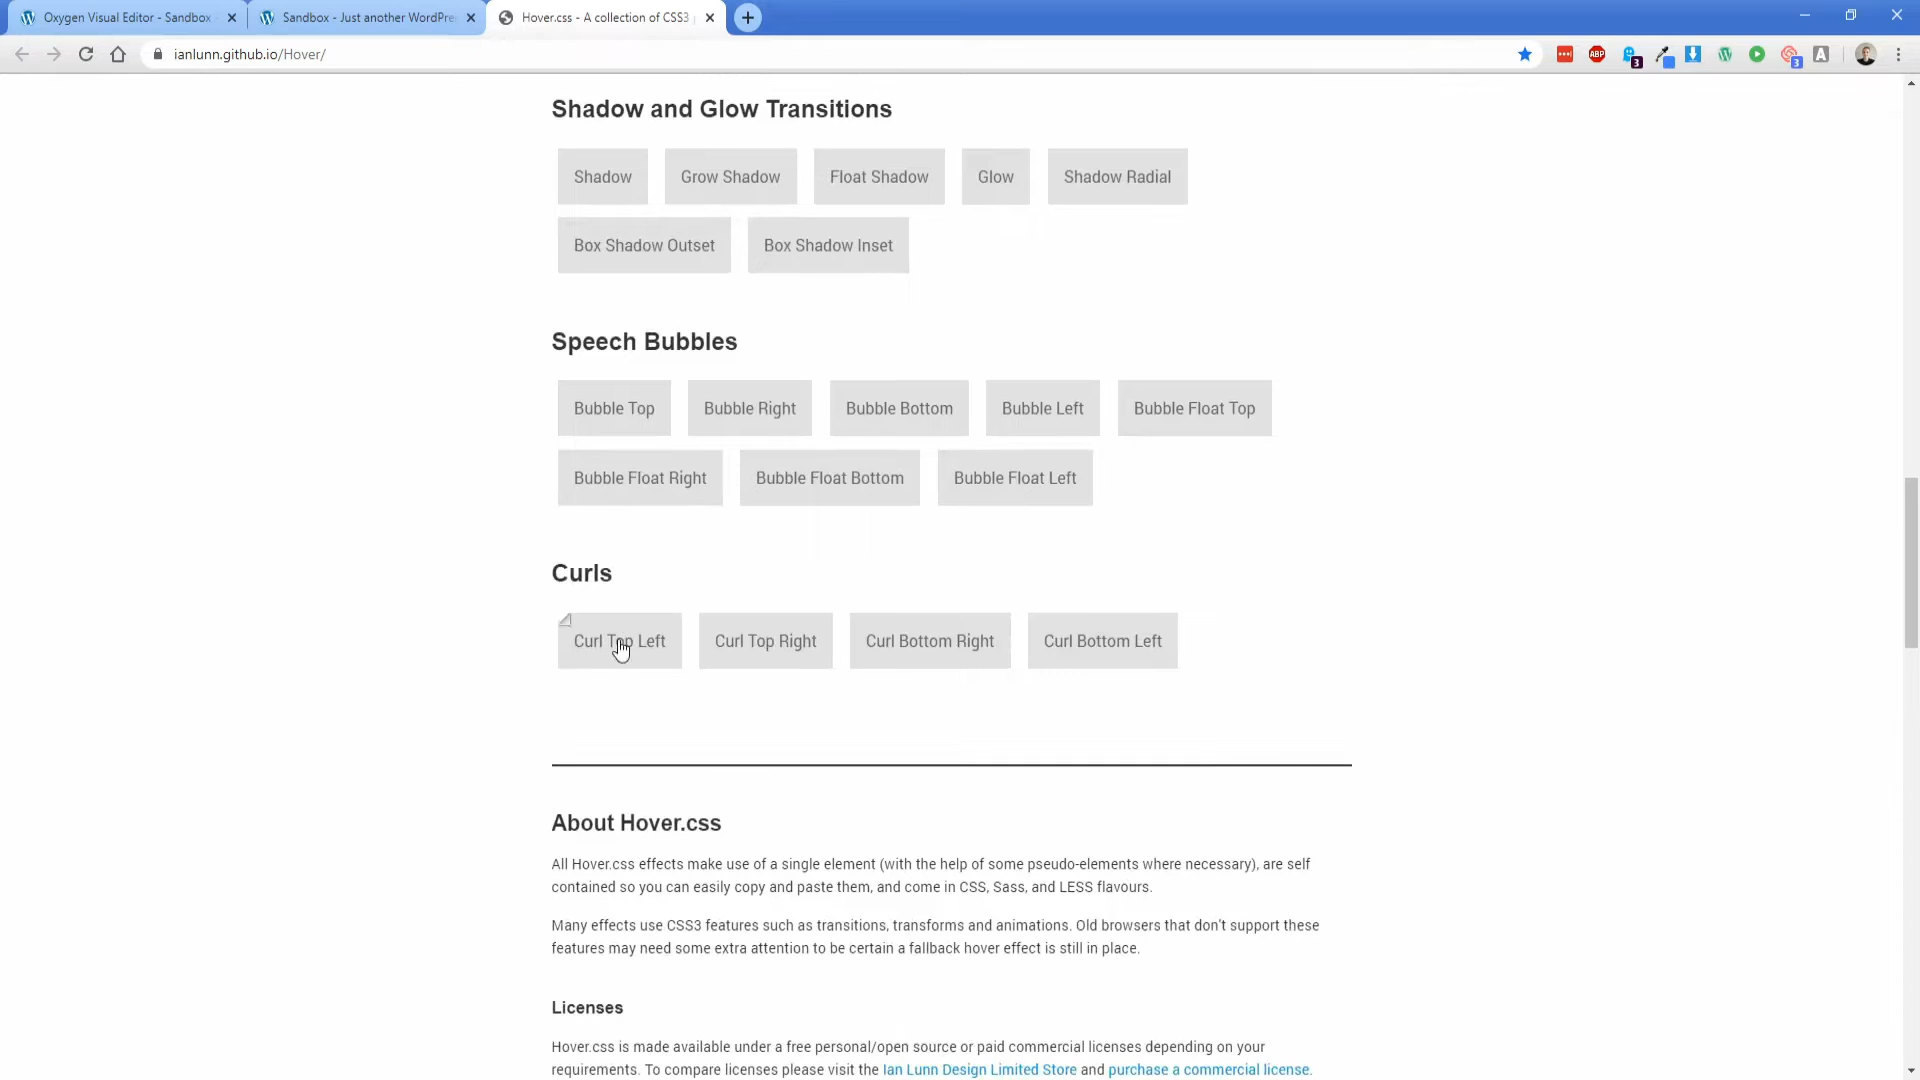 Oxygen Visual Editor - Sandbox
Sandbox - Just another WordPre
Hover.css - A collection of CSS3
ianlunn.github.io/Hover/
ABP
3
3
A
Shadow and Glow Transitions
Shadow
Grow Shadow
Float Shadow
Glow
Shadow Radial
Box Shadow Outset
Box Shadow Inset
Speech Bubbles
Bubble Top
Bubble Right
Bubble Bottom
Bubble Left
Bubble Float Top
Bubble Float Right
Bubble Float Bottom
Bubble Float Left
Curls
Curl Top Left
Curl Top Right
Curl Bottom Right
Curl Bottom Left
About Hover.css
All Hover.css effects make use of a single element (with the help of some pseudo-elements where necessary), are self
contained so you can easily copy and paste them, and come in CSS, Sass, and LESS flavours.
Many effects use CSS3 features such as transitions, transforms and animations. Old browsers that don't support these
features may need some extra attention to be certain a fallback hover effect is still in place.
Licenses
Hover.css is made available under a free personal/open source or paid commercial licenses depending on your
requirements. To compare licenses please visit the Ian Lunn Design Limited Store and purchase a commercial license.